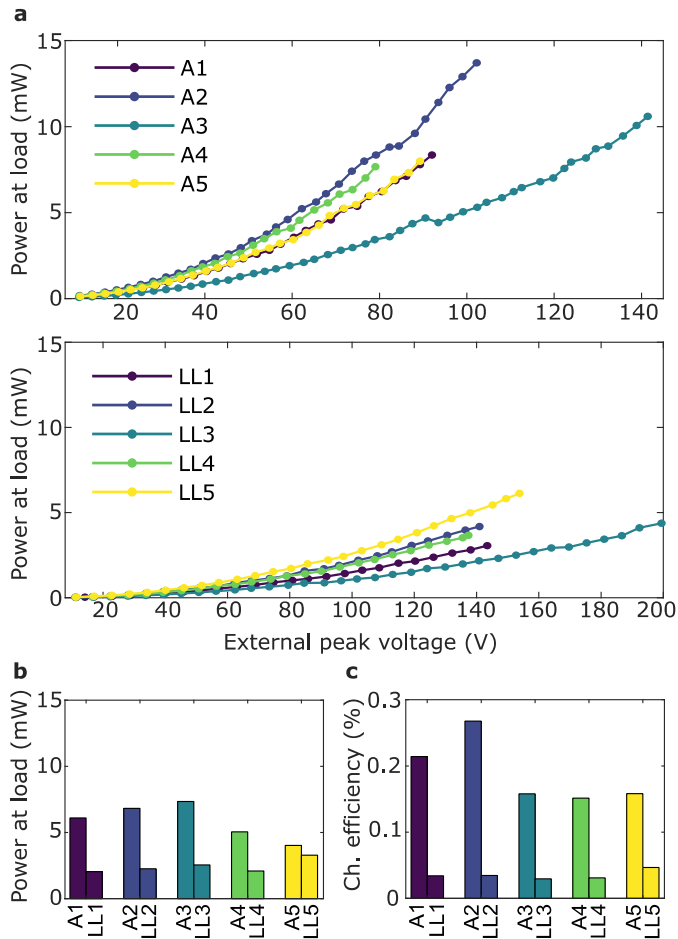 a
Power at load (mW)
15
10
5
0
A1
A2
A3
A4
A5
20 40 60 80 100 120 140
Power at load (mW)
15
10
5
0
LL1
LL2
LL3
LL4
LL5
20 40 60 80 100 120 140 160 180 200
External peak voltage (V)
b
Power at load (mW)
15
10
5
0
A1 LL1 A2 LL2 A3 LL3 A4 LL4 A5 LL5
c
Ch. efficiency (%)
0.3
0.2
0.1
0
A1 LL1 A2 LL2 A3 LL3 A4 LL4 A5 LL5